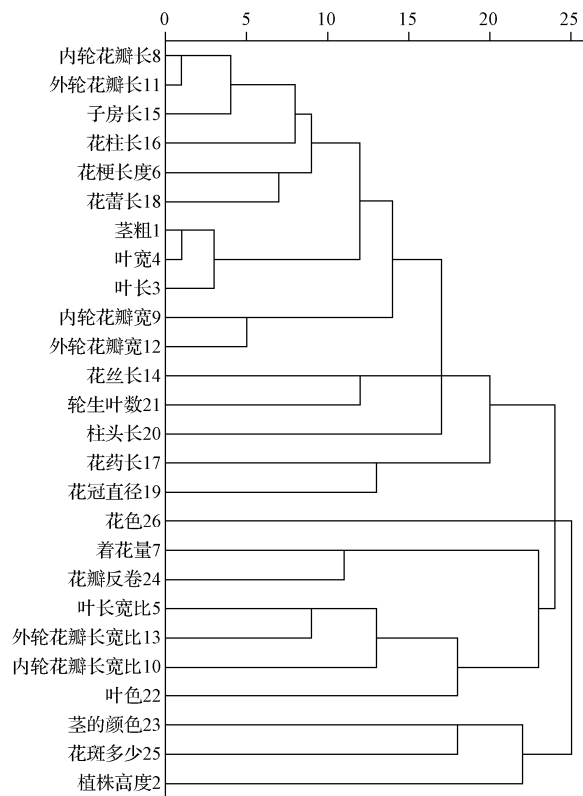 0 5 10 15 20 25
内轮花瓣长8
外轮花瓣长11
子房长15
花柱长16
花梗长度6
花蕾长18
茎粗1
叶宽4
叶长3
内轮花瓣宽9
外轮花瓣宽12
花丝长14
轮生叶数21
柱头长20
花药长17
花冠直径19
花色26
着花量7
花瓣反卷24
叶长宽比5
外轮花瓣长宽比13
内轮花瓣长宽比10
叶色22
茎的颜色23
花斑多少25
植株高度2